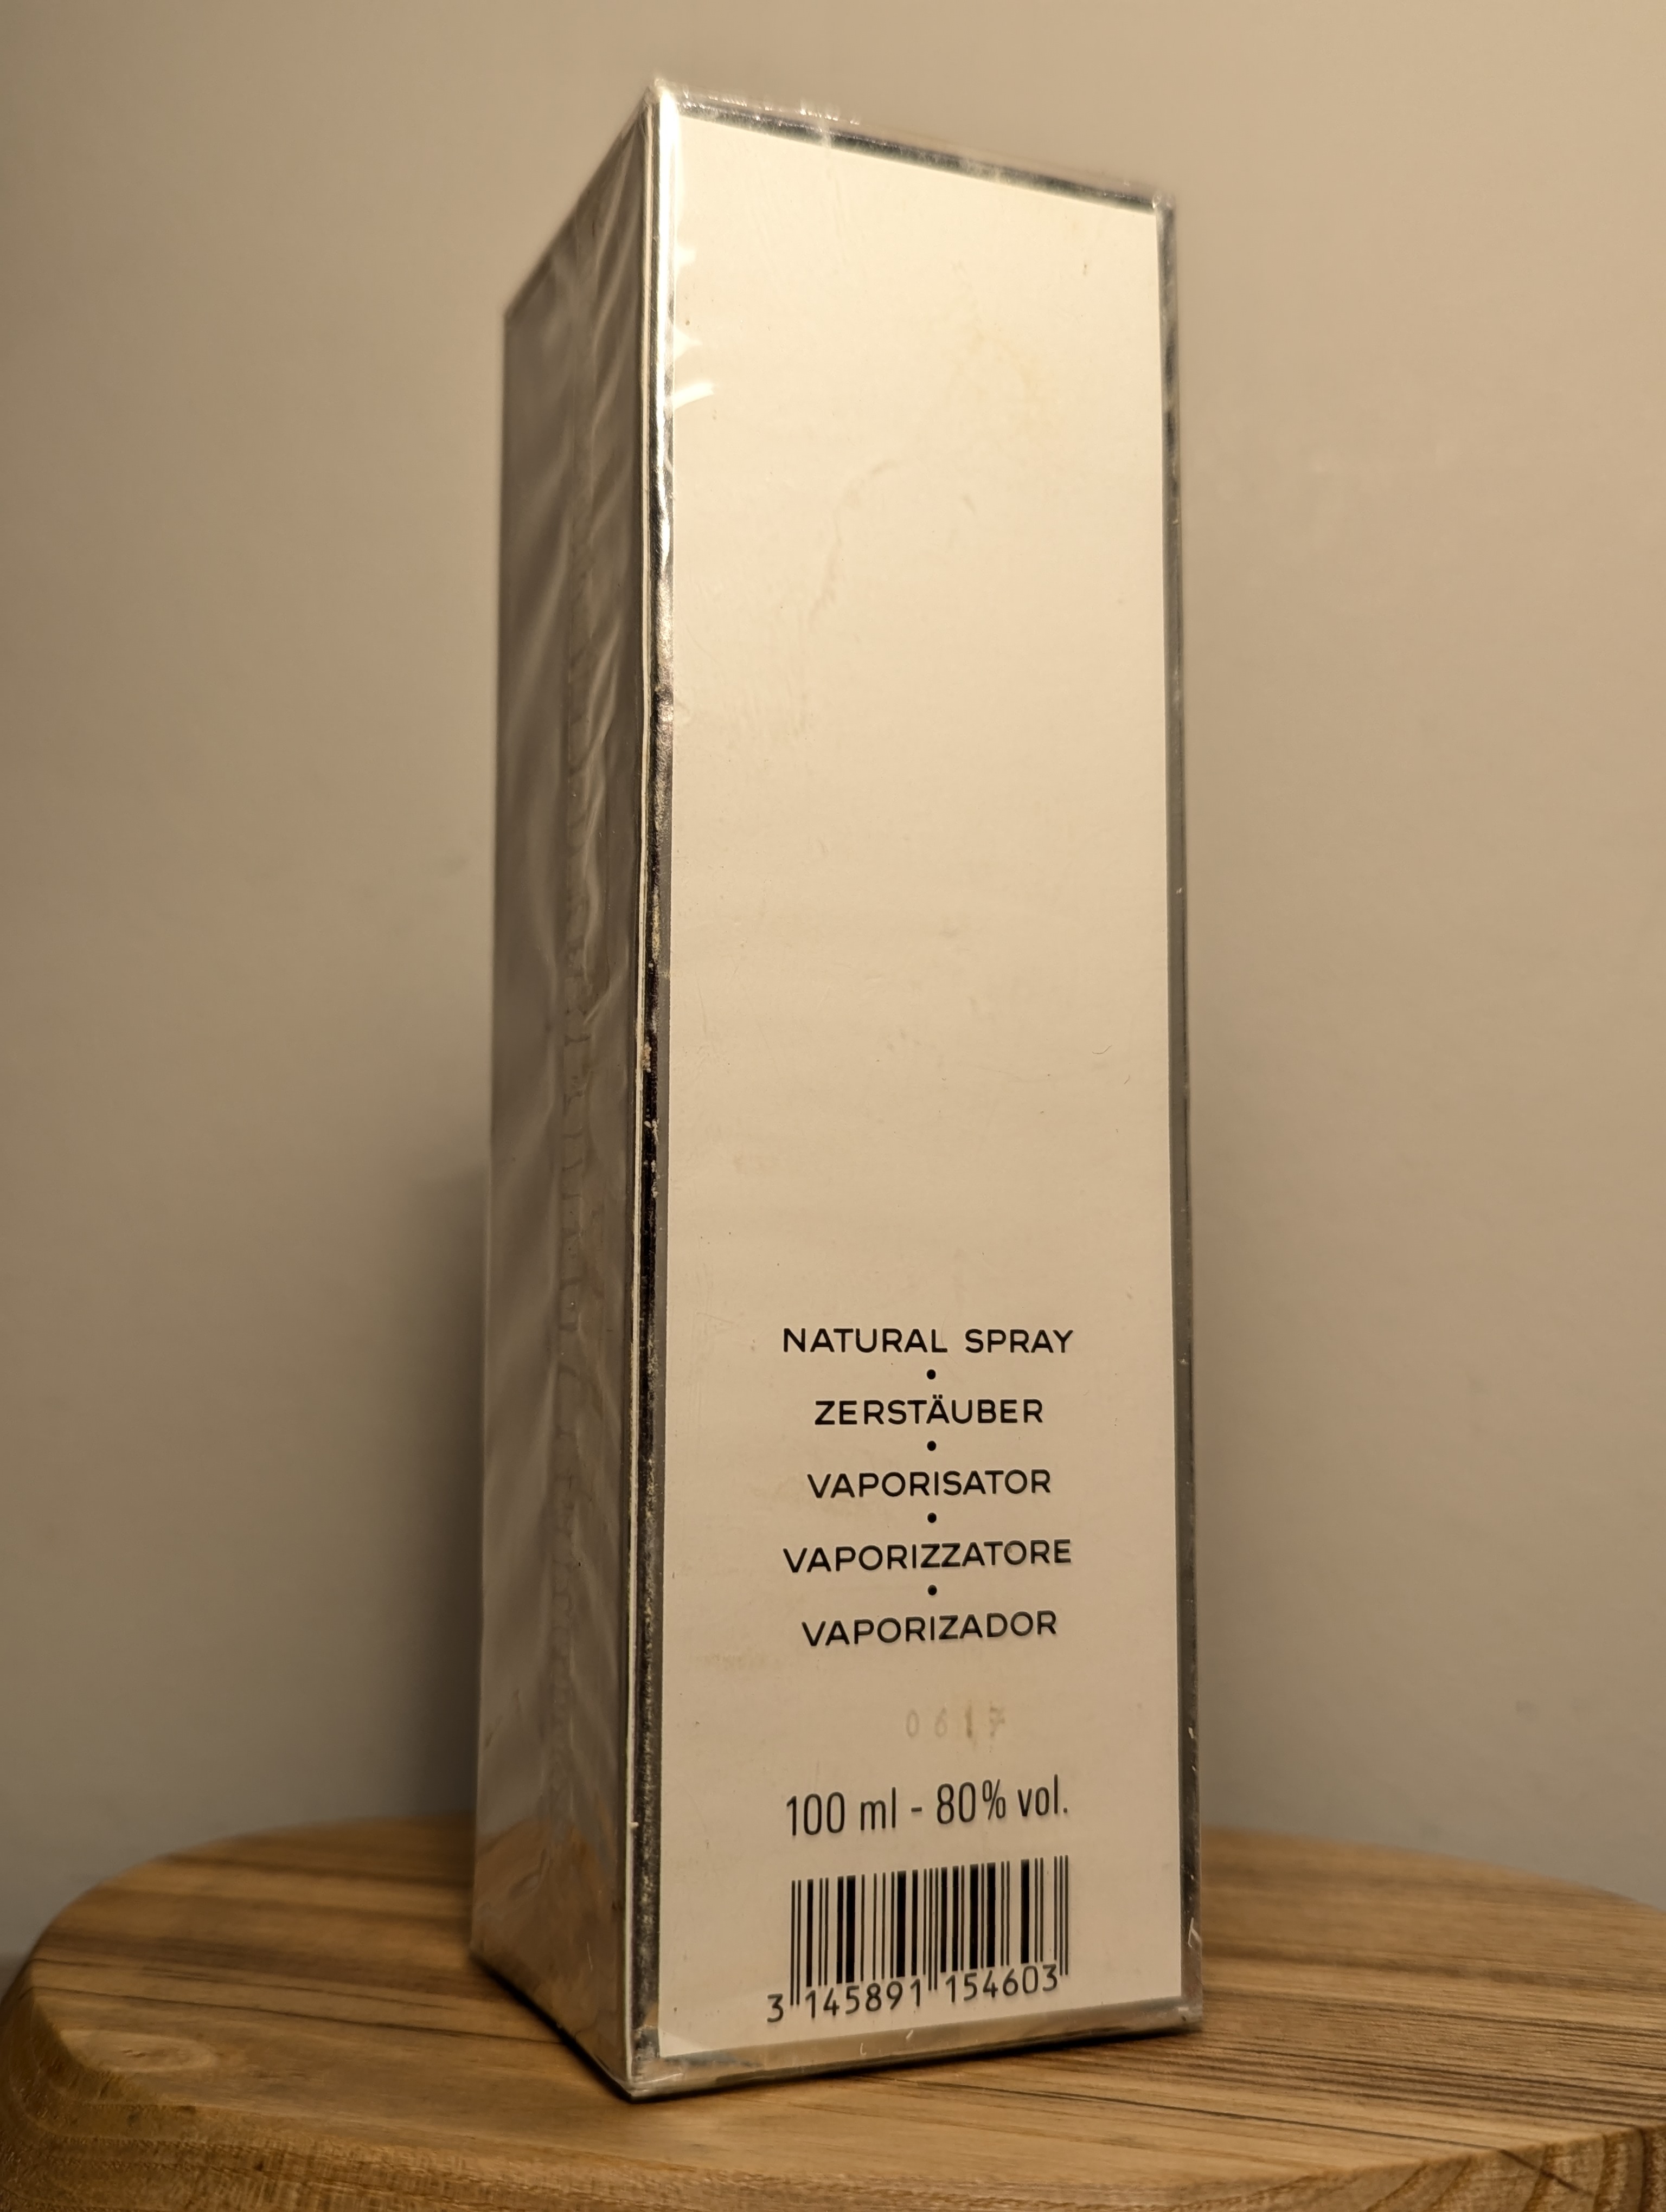 NATURAL SPRAY
•
ZERSTÄUBER
•
VAPORISATOR
•
VAPORIZZATORE
•
VAPORIZADOR
0617
100 ml - 80% vol.
3 145891 154603